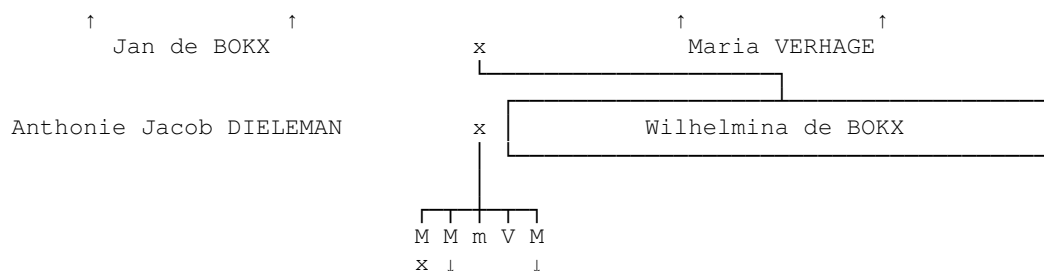 ↑ ↑ ↑ ↑
Jan de BOKX x Maria VERHAGE
Anthonie Jacob DIELEMAN x Wilhelmina de BOKX
M M m V M
x ⊥ ⊥